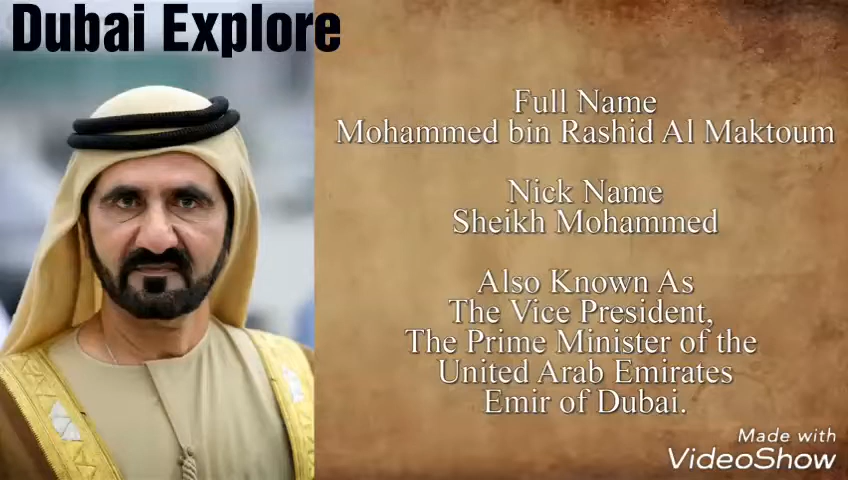 Dubai Explore
Full Name
Mohammed bin Rashid Al Maktoum
Nick Name
Sheikh Mohammed
Also Known As
The Vice President,
The Prime Minister of the
United Arab Emirates
Emir of Dubai.
Made with
VideoShow